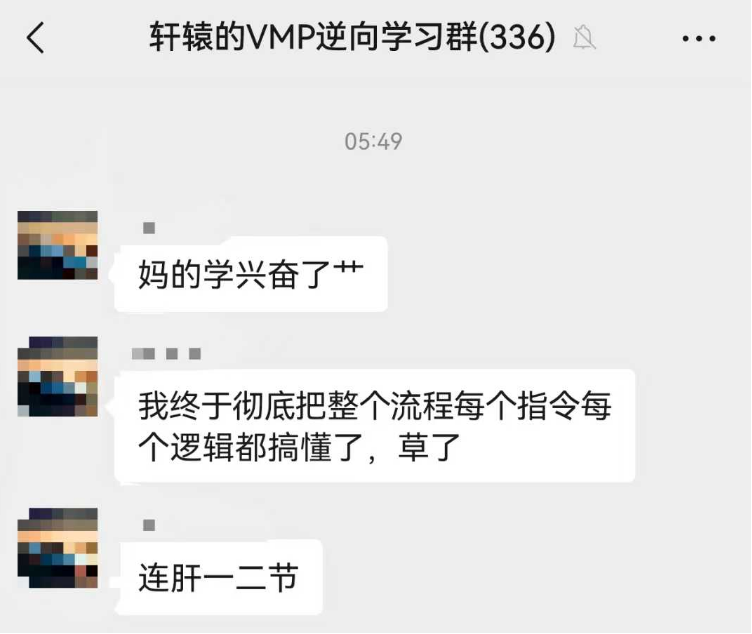 轩辕的VMP逆向学习群(336)
05:49
妈的学兴奋了艹
我终于彻底把整个流程每个指令每
个逻辑都搞懂了，草了
连肝一二节